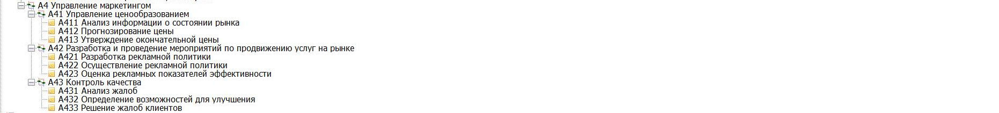 A4 Управление маркетингом
A41 Управление ценообразованием
A411 Анализ информации о состоянии рынка
A412 Прогнозирование цены
A413 Утверждение окончательной цены
A42 Разработка и проведение мероприятий по продвижению услуг на рынке
A421 Разработка рекламной политики
A422 Осуществление рекламной политики
A423 Оценка рекламных показателей эффективности
A43 Контроль качества
A431 Анализ жалоб
A432 Определение возможностей для улучшения
A433 Решение жалоб клиентов